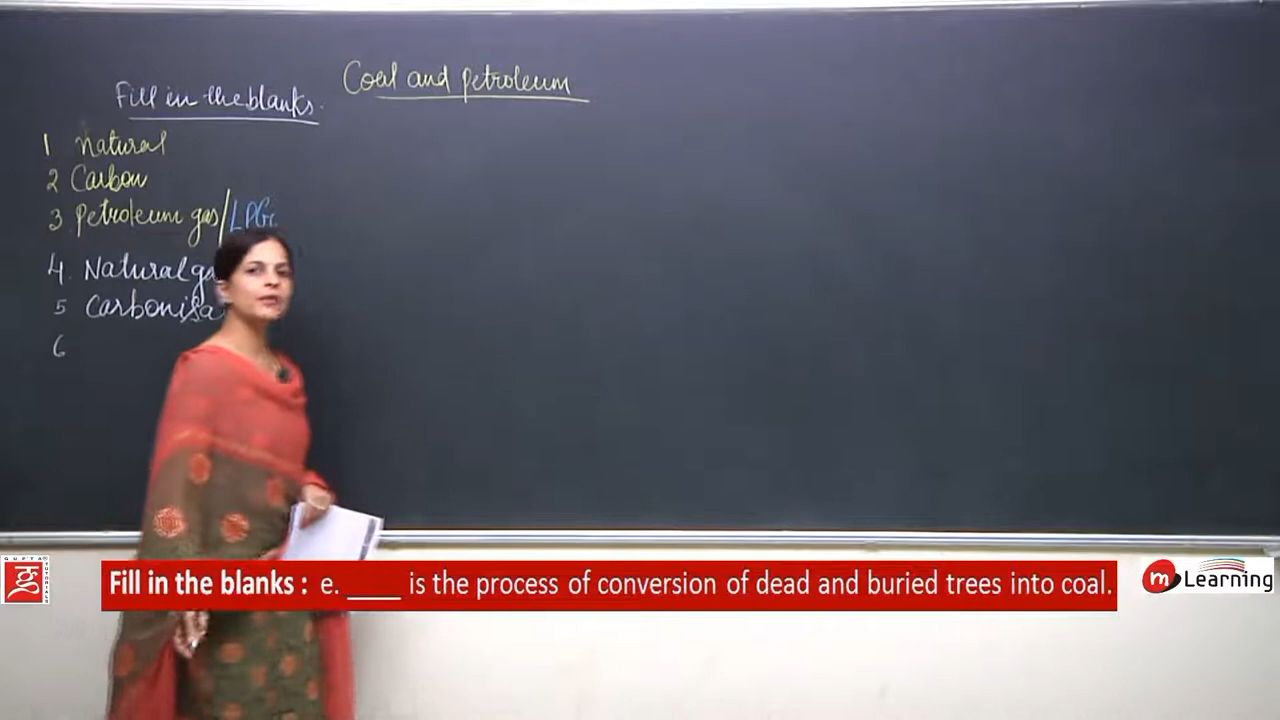 Coal and Petroleum
Fill in the blanks.
1 Natural
2 Carbon
3 Petroleum gas/LPG
4. Natural ga
5 Carbonisa
6
GUPTA TUTORIALS
Fill in the blanks : e. ____ is the process of conversion of dead and buried trees into coal.
m Learning